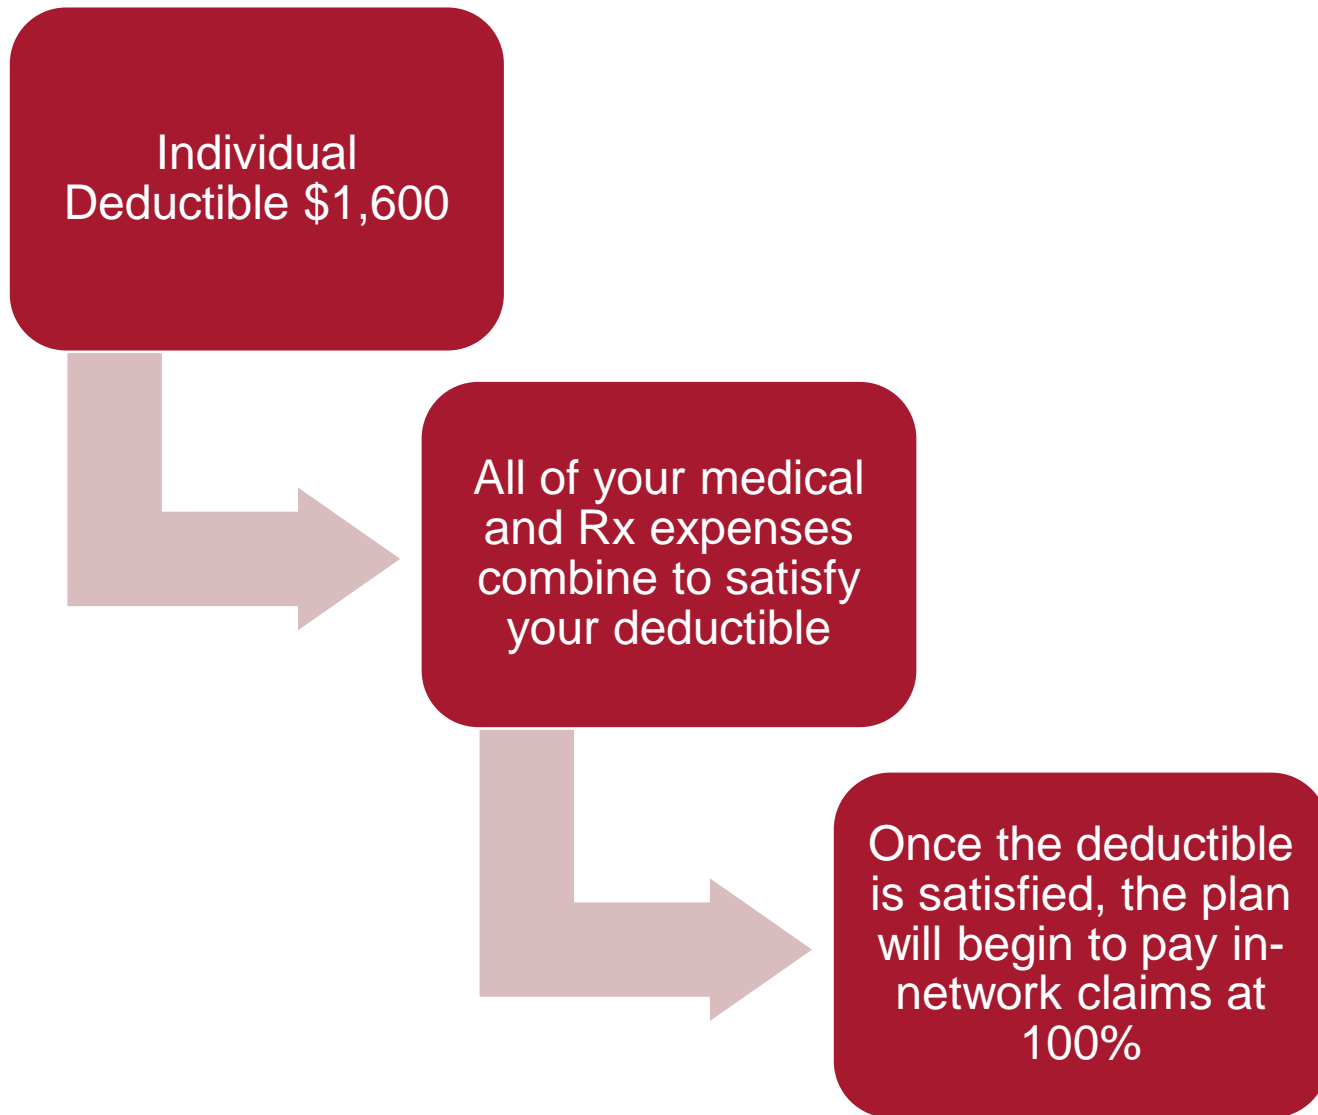 Individual
Deductible $1,600
All of your medical
and Rx expenses
combine to satisfy
your deductible
Once the deductible
is satisfied, the plan
will begin to pay in-
network claims at
100%